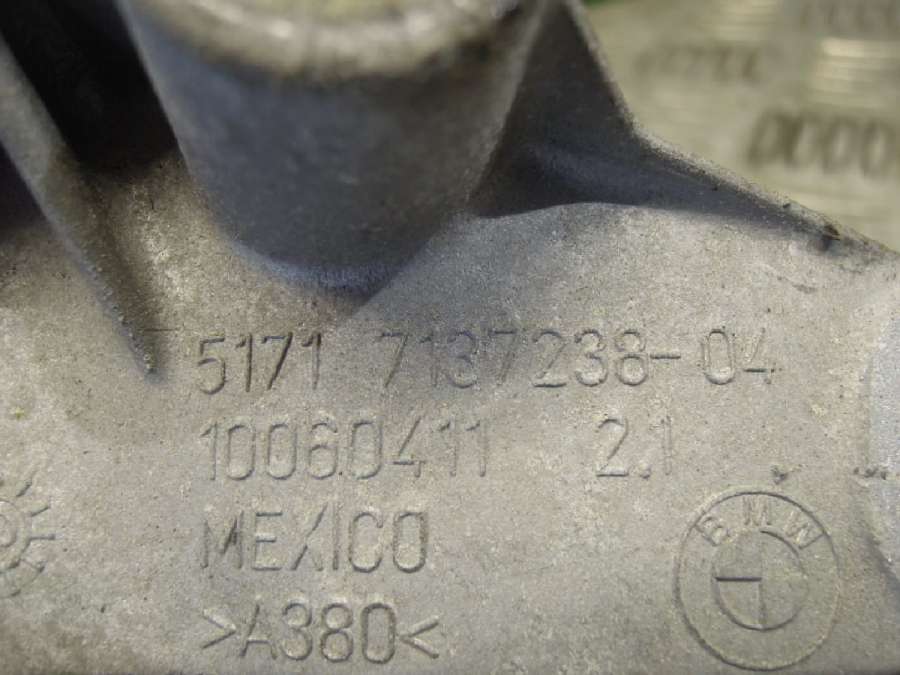 5171 7137238-04
10060411 2.1
MEXICO
BMW
>A380<